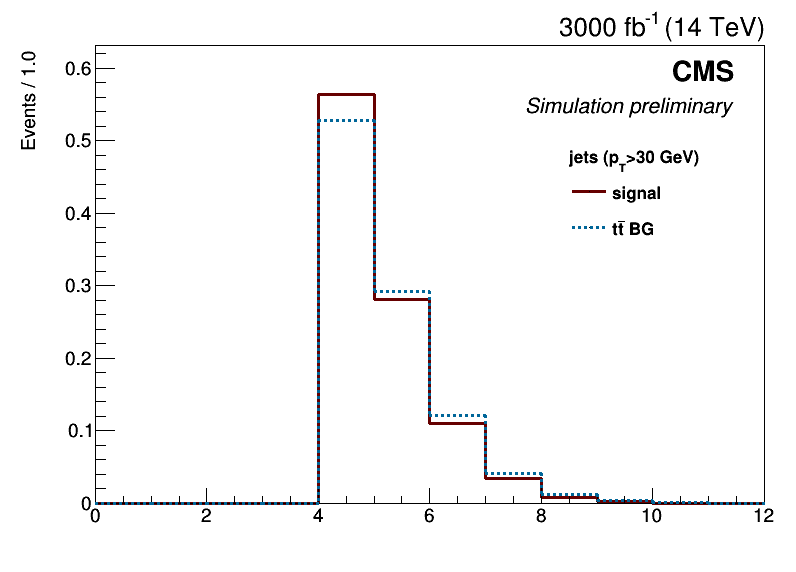 3000 fb⁻¹ (14 TeV)
CMS
Simulation preliminary
Events / 1.0
jets (p_T>30 GeV)
signal
tt̄ BG
0.6
0.5
0.4
0.3
0.2
0.1
0
0 2 4 6 8 10 12